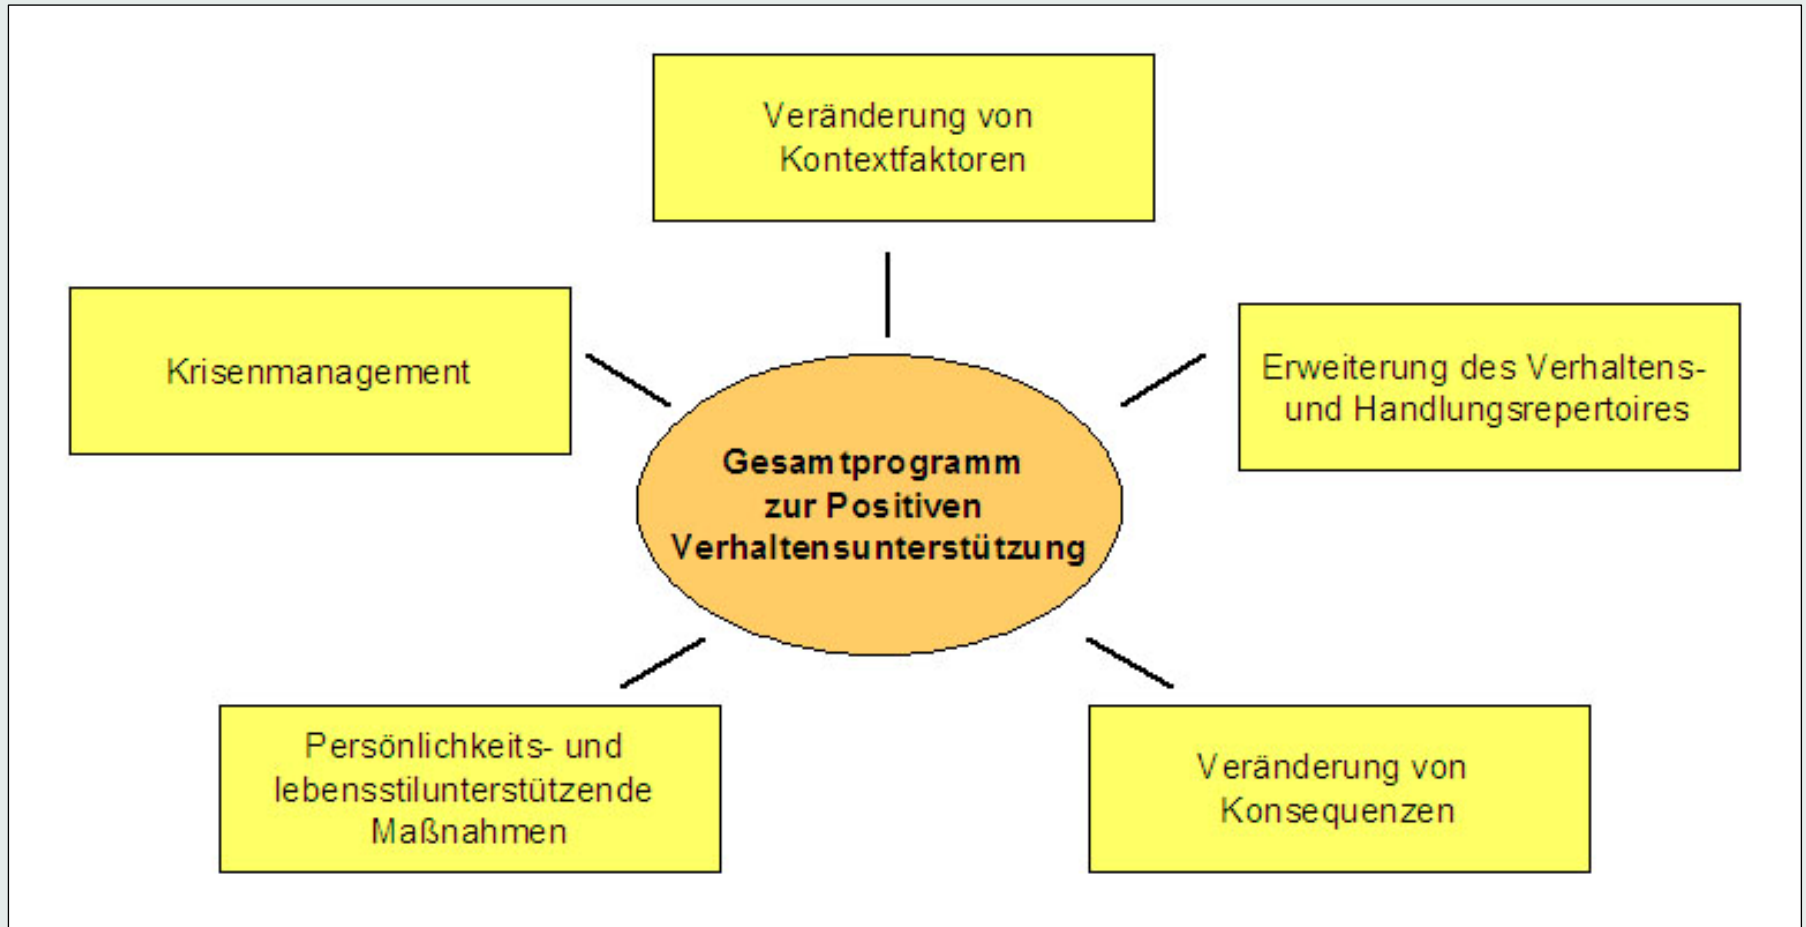 Veränderung von
Kontextfaktoren
Krisenmanagement
Erweiterung des Verhaltens-
und Handlungsrepertoires
Gesamtprogramm
zur Positiven
Verhaltensunterstützung
Persönlichkeits- und
lebensstilunterstützende
Maßnahmen
Veränderung von
Konsequenzen